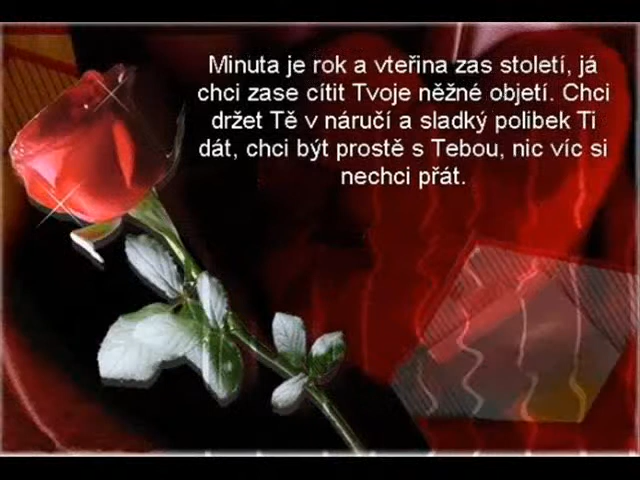 Minuta je rok a vteřina zas století, já
chci zase cítit Tvoje něžné objetí. Chci
držet Tě v náručí a sladký polibek Ti
dát, chci být prostě s Tebou, nic víc si
nechci přát.